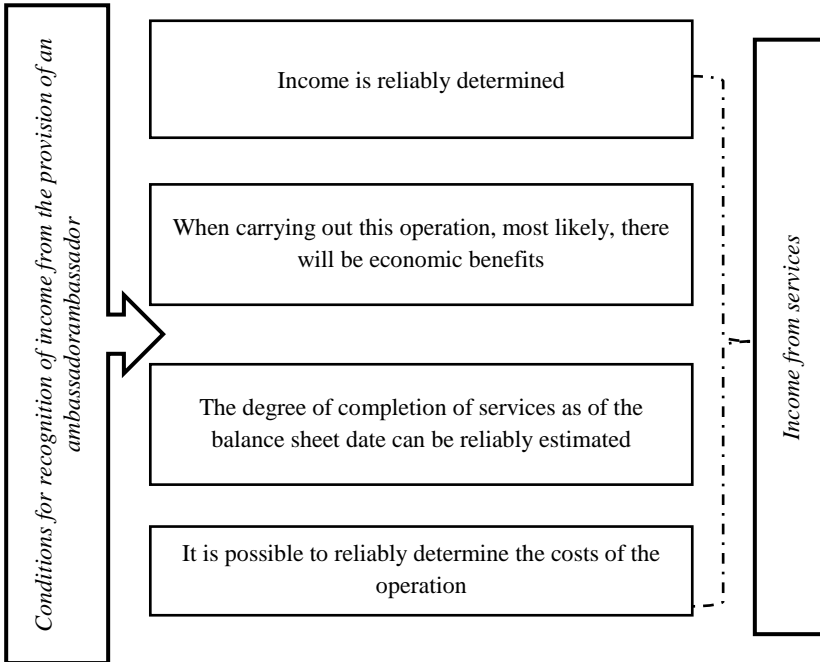 Conditions for recognition of income from the provision of an
ambassadorambassador
Income is reliably determined
When carrying out this operation, most likely, there
will be economic benefits
The degree of completion of services as of the
balance sheet date can be reliably estimated
It is possible to reliably determine the costs of the
operation
Income from services